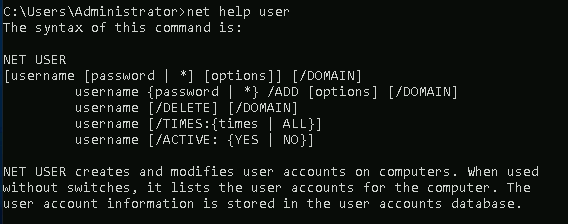 C:\Users\Administrator>net help user
The syntax of this command is:
NET USER
[username [password | *] [options]] [/DOMAIN]
username {password | *} /ADD [options] [/DOMAIN]
username [/DELETE] [/DOMAIN]
username [/TIMES:{times | ALL}]
username [/ACTIVE: {YES | NO}]
NET USER creates and modifies user accounts on computers. When used
without switches, it lists the user accounts for the computer. The
user account information is stored in the user accounts database.